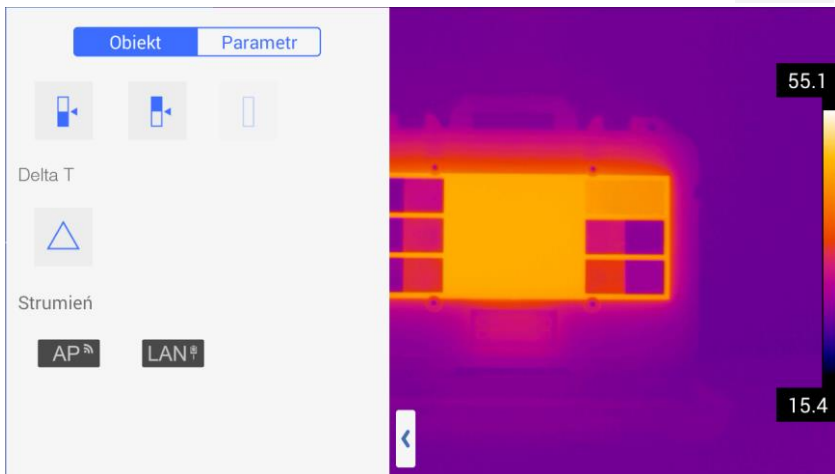 Obiekt
Parametr
55.1
Delta T
Strumień
AP
LAN
15.4